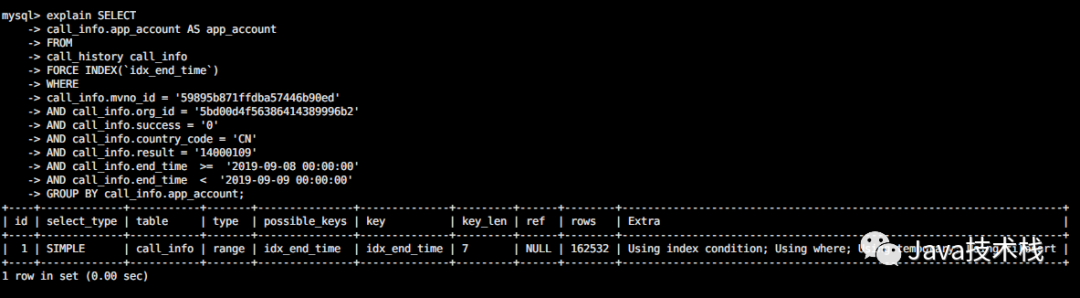 mysql> explain SELECT
-> call_info.app_account AS app_account
-> FROM
-> call_history call_info
-> FORCE INDEX(`idx_end_time`)
-> WHERE
-> call_info.mvno_id = '59895b871ffdba57446b90ed'
-> AND call_info.org_id = '5bd00d4f56386414389996b2'
-> AND call_info.success = '0'
-> AND call_info.country_code = 'CN'
-> AND call_info.result = '14000109'
-> AND call_info.end_time  >=  '2019-09-08 00:00:00'
-> AND call_info.end_time  <  '2019-09-09 00:00:00'
-> GROUP BY call_info.app_account;
| id | select_type | table | type | possible_keys | key | key_len | ref | rows | Extra |
| 1 | SIMPLE | call_info | range | idx_end_time | idx_end_time | 7 | NULL | 162532 | Using index condition; Using where; |
Java技术栈
1 row in set (0.00 sec)